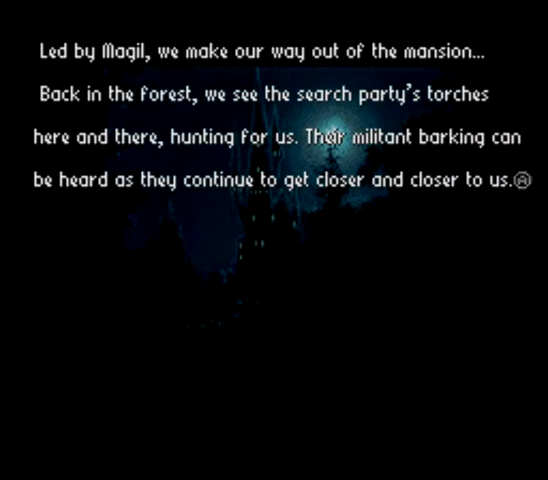 Led by Magil, we make our way out of the mansion...
Back in the forest, we see the search party's torches
here and there, hunting for us. Their militant barking can
be heard as they continue to get closer and closer to us.Ⓐ